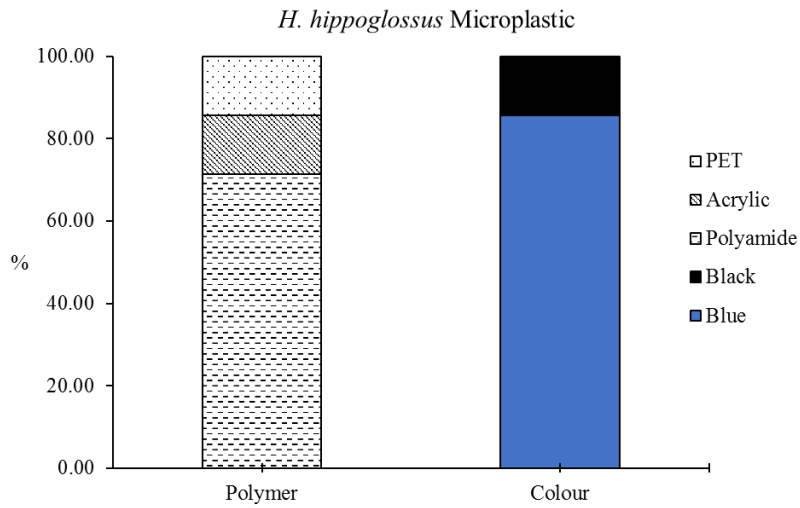 H. hippoglossus Microplastic
100.00
80.00
60.00
%
40.00
20.00
0.00
Polymer
Colour
PET
Acrylic
Polyamide
Black
Blue